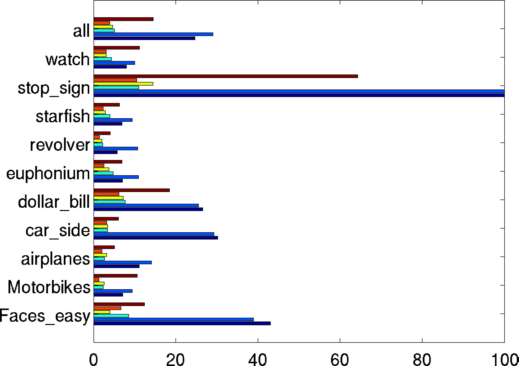 all
watch
stop_sign
starfish
revolver
euphonium
dollar_bill
car_side
airplanes
Motorbikes
Faces_easy
0 20 40 60 80 100